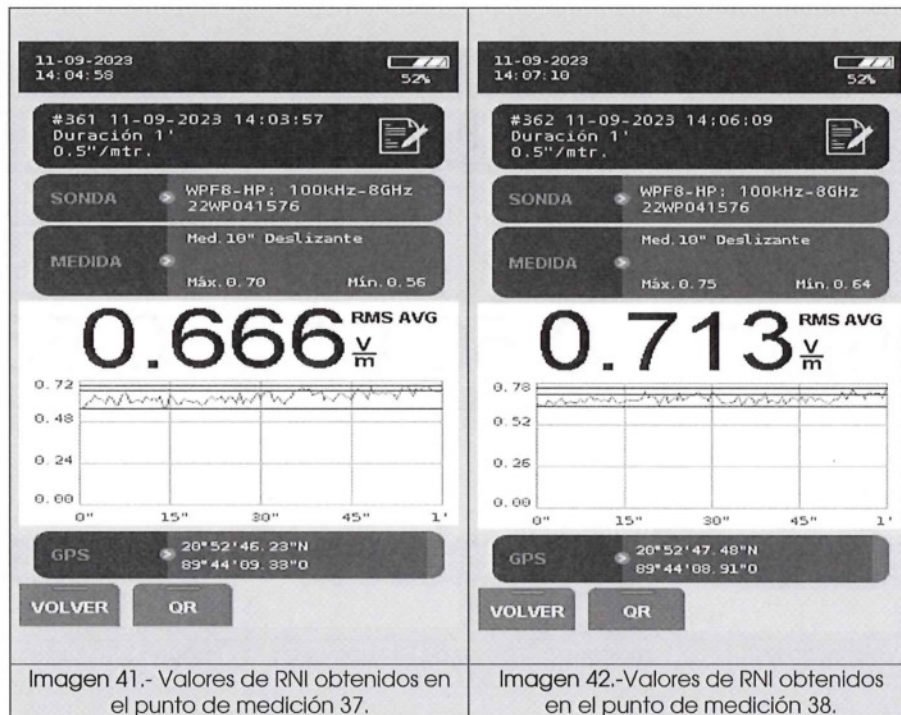 11-09-2023
14:04:58
52%
#361 11-09-2023 14:03:57
Duración 1'
0.5"/mtr.
SONDA
WPF8-HP: 100kHz-8GHz
22WP041576
MEDIDA
Med.10" Deslizante
Máx.0.70 Mín.0.56
0.666 RMS AVG V/m
0.72
0.48
0.24
0.00
0" 15" 30" 45" 1'
GPS
20°52'46.23"N
89°44'09.33"O
VOLVER QR
Imagen 41.- Valores de RNI obtenidos en
el punto de medición 37.
11-09-2023
14:07:10
52%
#362 11-09-2023 14:06:09
Duración 1'
0.5"/mtr.
SONDA
WPF8-HP: 100kHz-8GHz
22WP041576
MEDIDA
Med.10" Deslizante
Máx.0.75 Mín.0.64
0.713 RMS AVG V/m
0.78
0.52
0.26
0.00
0" 15" 30" 45" 1'
GPS
20°52'47.48"N
89°44'08.91"O
VOLVER QR
Imagen 42.-Valores de RNI obtenidos
en el punto de medición 38.